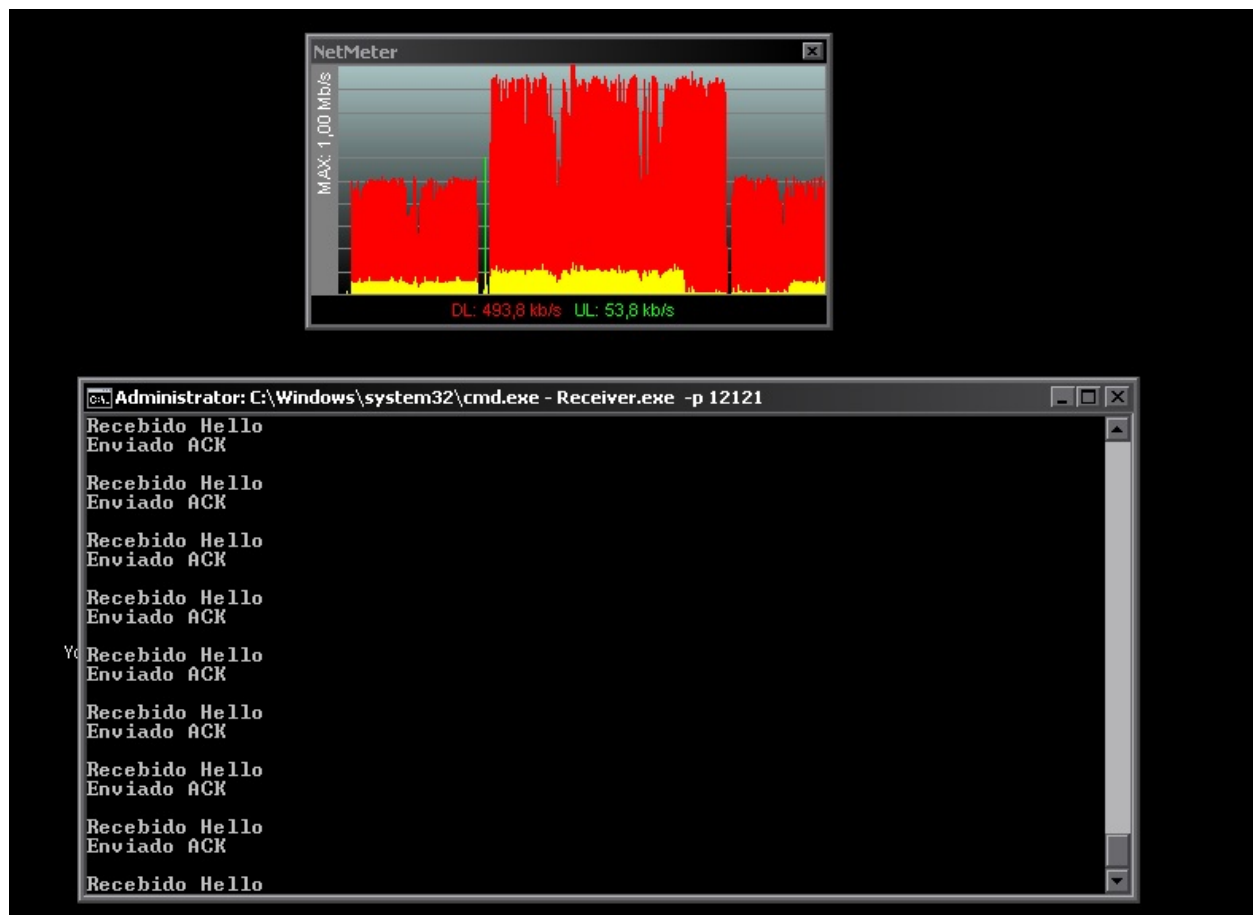 NetMeter
MAX: 1,00 Mb/s
DL: 493,8 kb/s UL: 53,8 kb/s
Administrator: C:\Windows\system32\cmd.exe - Receiver.exe -p 12121
Recebido Hello
Enviado ACK
Recebido Hello
Enviado ACK
Recebido Hello
Enviado ACK
Recebido Hello
Enviado ACK
Recebido Hello
Enviado ACK
Recebido Hello
Enviado ACK
Recebido Hello
Enviado ACK
Recebido Hello
Enviado ACK
Recebido Hello